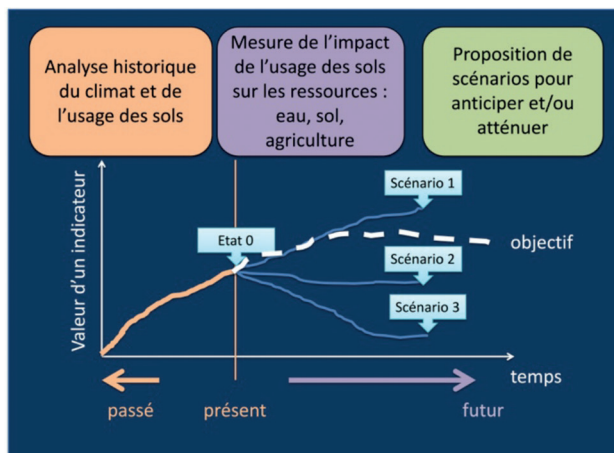 Analyse historique
du climat et de
l'usage des sols
Mesure de l'impact
de l'usage des sols
sur les ressources :
eau, sol,
agriculture
Proposition de
scénarios pour
anticiper et/ou
atténuer
Valeur d'un indicateur
Etat 0
Scénario 1
objectif
Scénario 2
Scénario 3
temps
passé
présent
futur